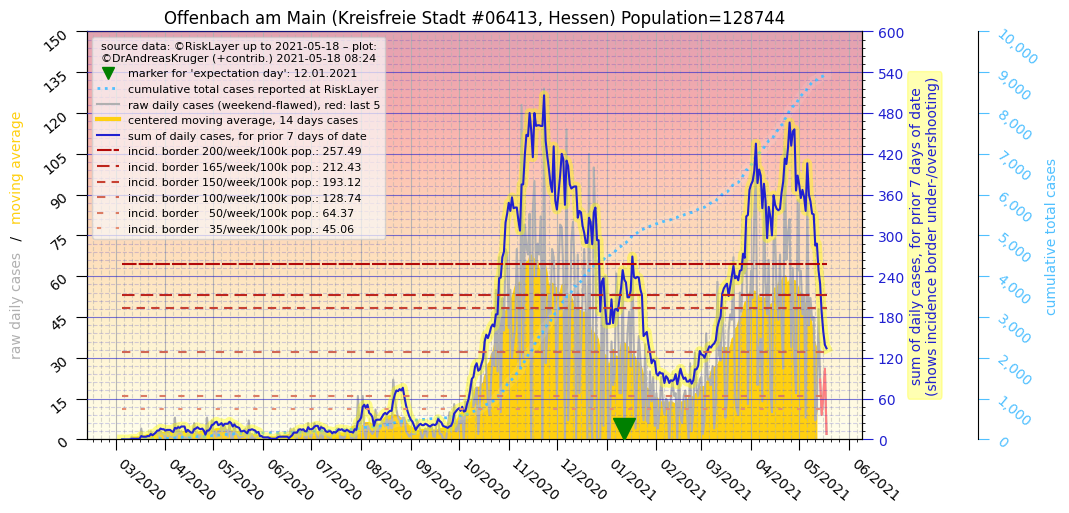 Offenbach am Main (Kreisfreie Stadt #06413, Hessen) Population=128744
source data: ©RiskLayer up to 2021-05-18 – plot:
©DrAndreasKruger (+contrib.) 2021-05-18 08:24
marker for 'expectation day': 12.01.2021
cumulative total cases reported at RiskLayer
raw daily cases (weekend-flawed), red: last 5
centered moving average, 14 days cases
sum of daily cases, for prior 7 days of date
incid. border 200/week/100k pop.: 257.49
incid. border 165/week/100k pop.: 212.43
incid. border 150/week/100k pop.: 193.12
incid. border 100/week/100k pop.: 128.74
incid. border   50/week/100k pop.: 64.37
incid. border   35/week/100k pop.: 45.06
raw daily cases / moving average
150
135
120
105
90
75
60
45
30
15
0
03/2020
04/2020
05/2020
06/2020
07/2020
08/2020
09/2020
10/2020
11/2020
12/2020
01/2021
02/2021
03/2021
04/2021
05/2021
06/2021
600
540
480
420
360
300
240
180
120
60
0
sum of daily cases, for prior 7 days of date
(shows incidence border under-/overshooting)
10,000
9,000
8,000
7,000
6,000
5,000
4,000
3,000
2,000
1,000
0
cumulative total cases